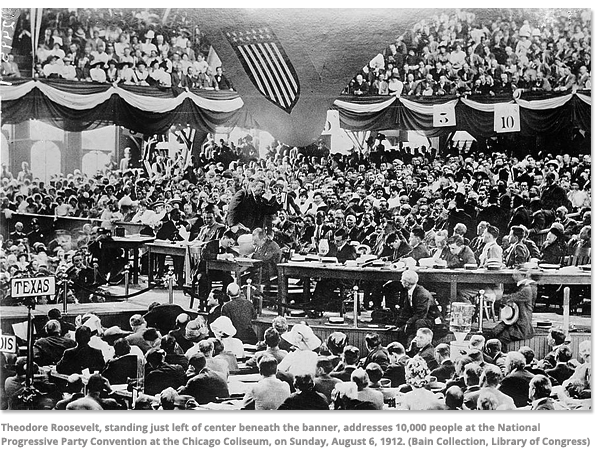 5
10
TEXAS
OIS
Theodore Roosevelt, standing just left of center beneath the banner, addresses 10,000 people at the National
Progressive Party Convention at the Chicago Coliseum, on Sunday, August 6, 1912. (Bain Collection, Library of Congress)